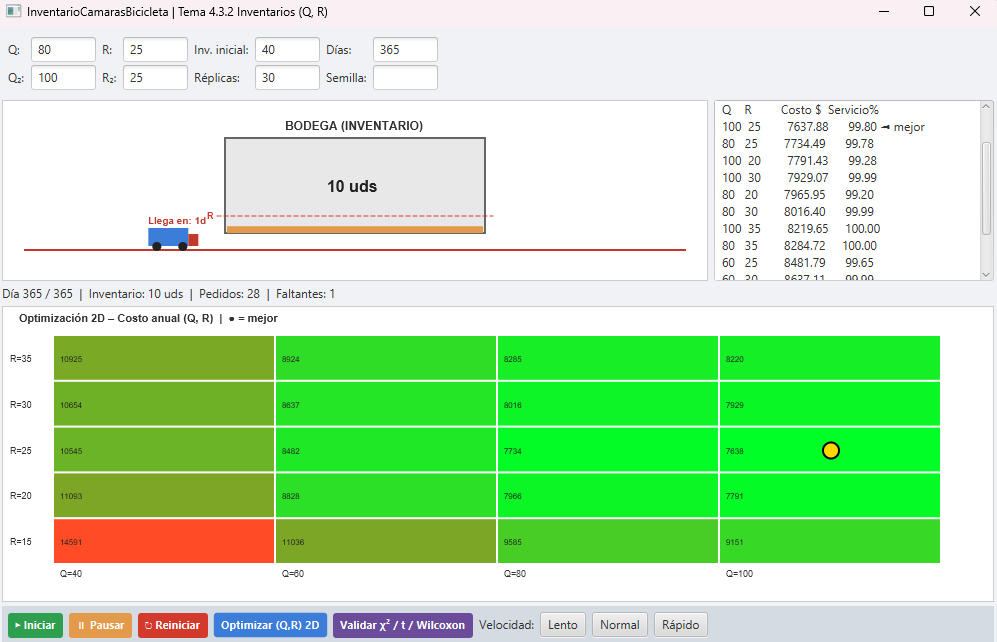 InventarioCamarasBicicleta | Tema 4.3.2 Inventarios (Q, R)
Q: 80 R: 25 Inv. inicial: 40 Días: 365
Q₂: 100 R₂: 25 Réplicas: 30 Semilla:
BODEGA (INVENTARIO)
10 uds
Llega en: 1d
R
Q R Costo $ Servicio%
100 25 7637.88 99.80 ◄ mejor
80 25 7734.49 99.78
100 20 7791.43 99.28
100 30 7929.07 99.99
80 20 7965.95 99.20
80 30 8016.40 99.99
100 35 8219.65 100.00
80 35 8284.72 100.00
60 25 8481.79 99.65
60 30 8637.11 99.99
Día 365 / 365 | Inventario: 10 uds | Pedidos: 28 | Faltantes: 1
Optimización 2D – Costo anual (Q, R) | ● = mejor
R=35 10925 8924 8285 8220
R=30 10654 8637 8016 7929
R=25 10545 8482 7734 7638
R=20 11093 8828 7966 7791
R=15 14591 11036 9585 9151
Q=40 Q=60 Q=80 Q=100
▶ Iniciar ⏸ Pausar ↻ Reiniciar Optimizar (Q,R) 2D Validar χ² / t / Wilcoxon Velocidad: Lento Normal Rápido